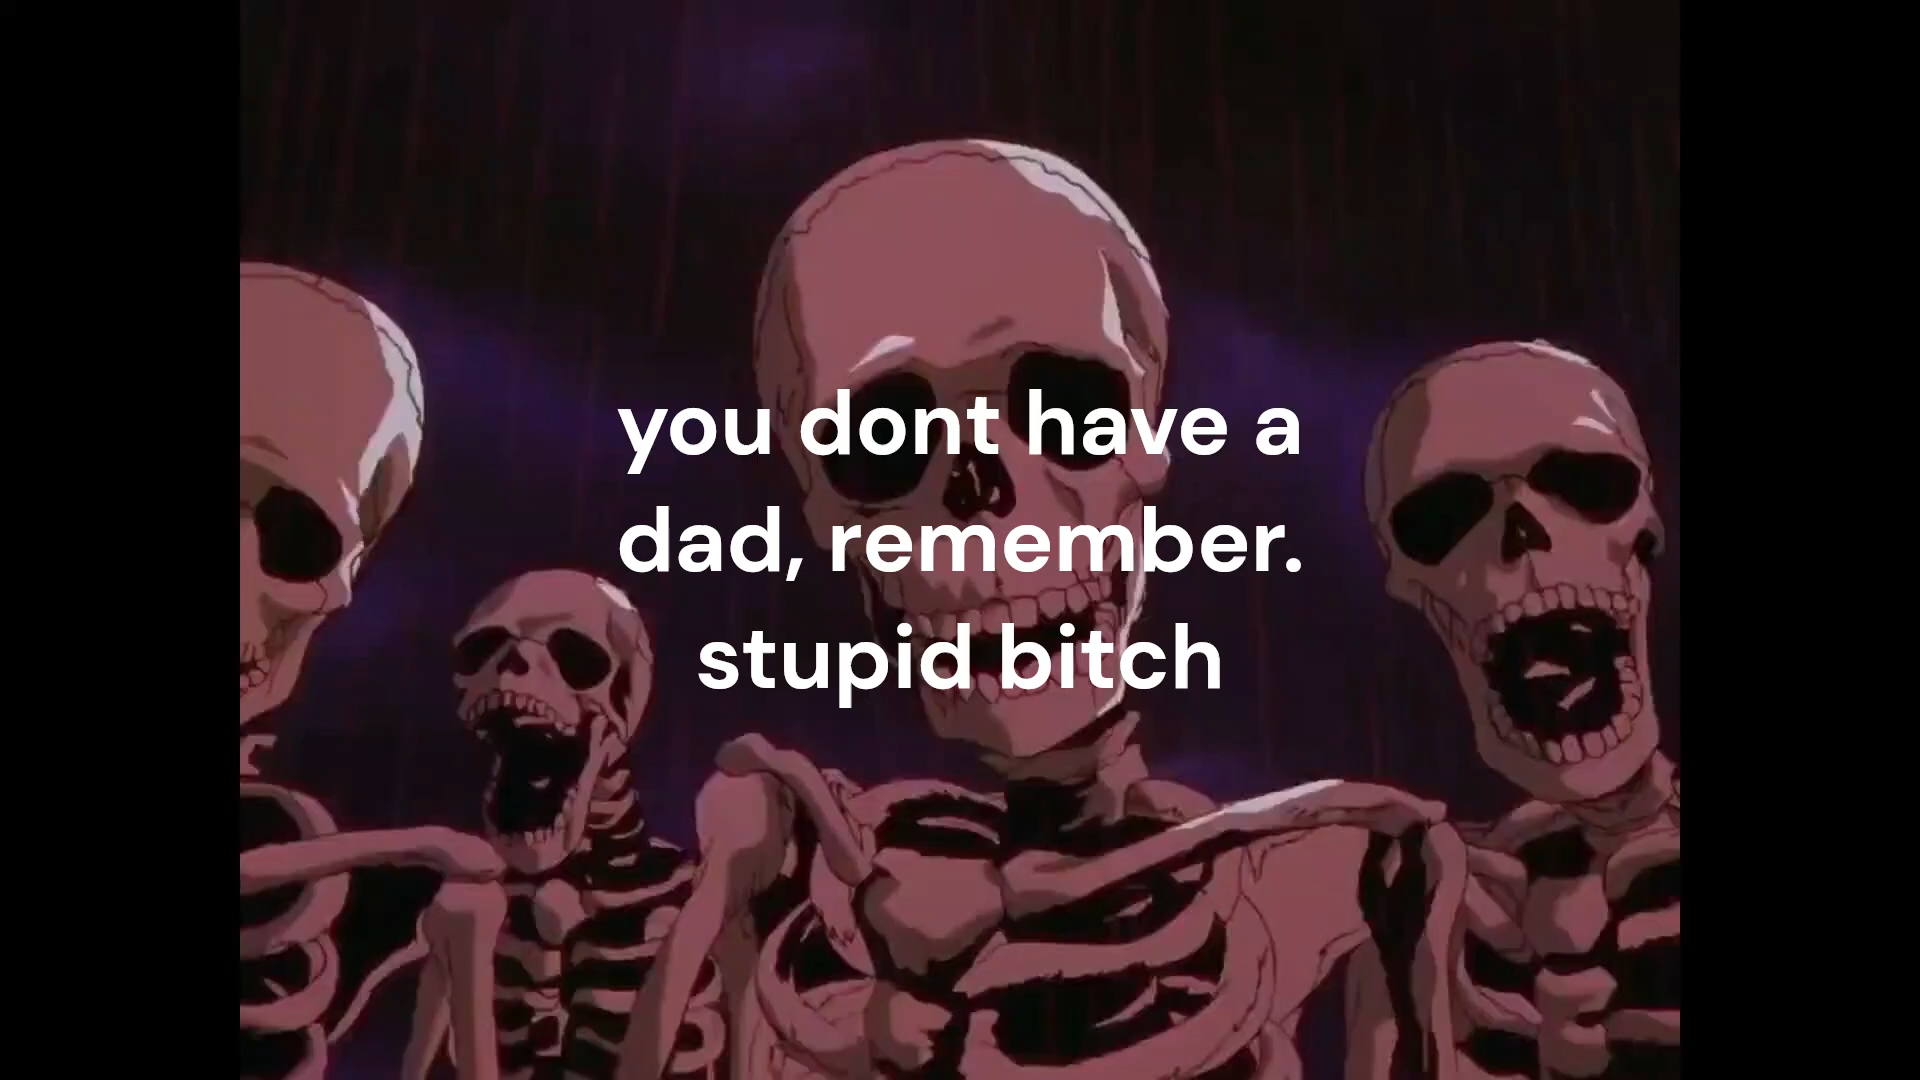 you dont have a
dad, remember.
stupid bitch